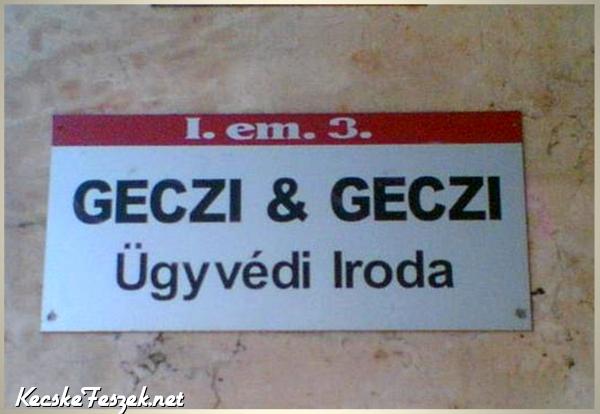 I. em. 3.
GECZI & GECZI
Ügyvédi Iroda
KecskeFeszek.net